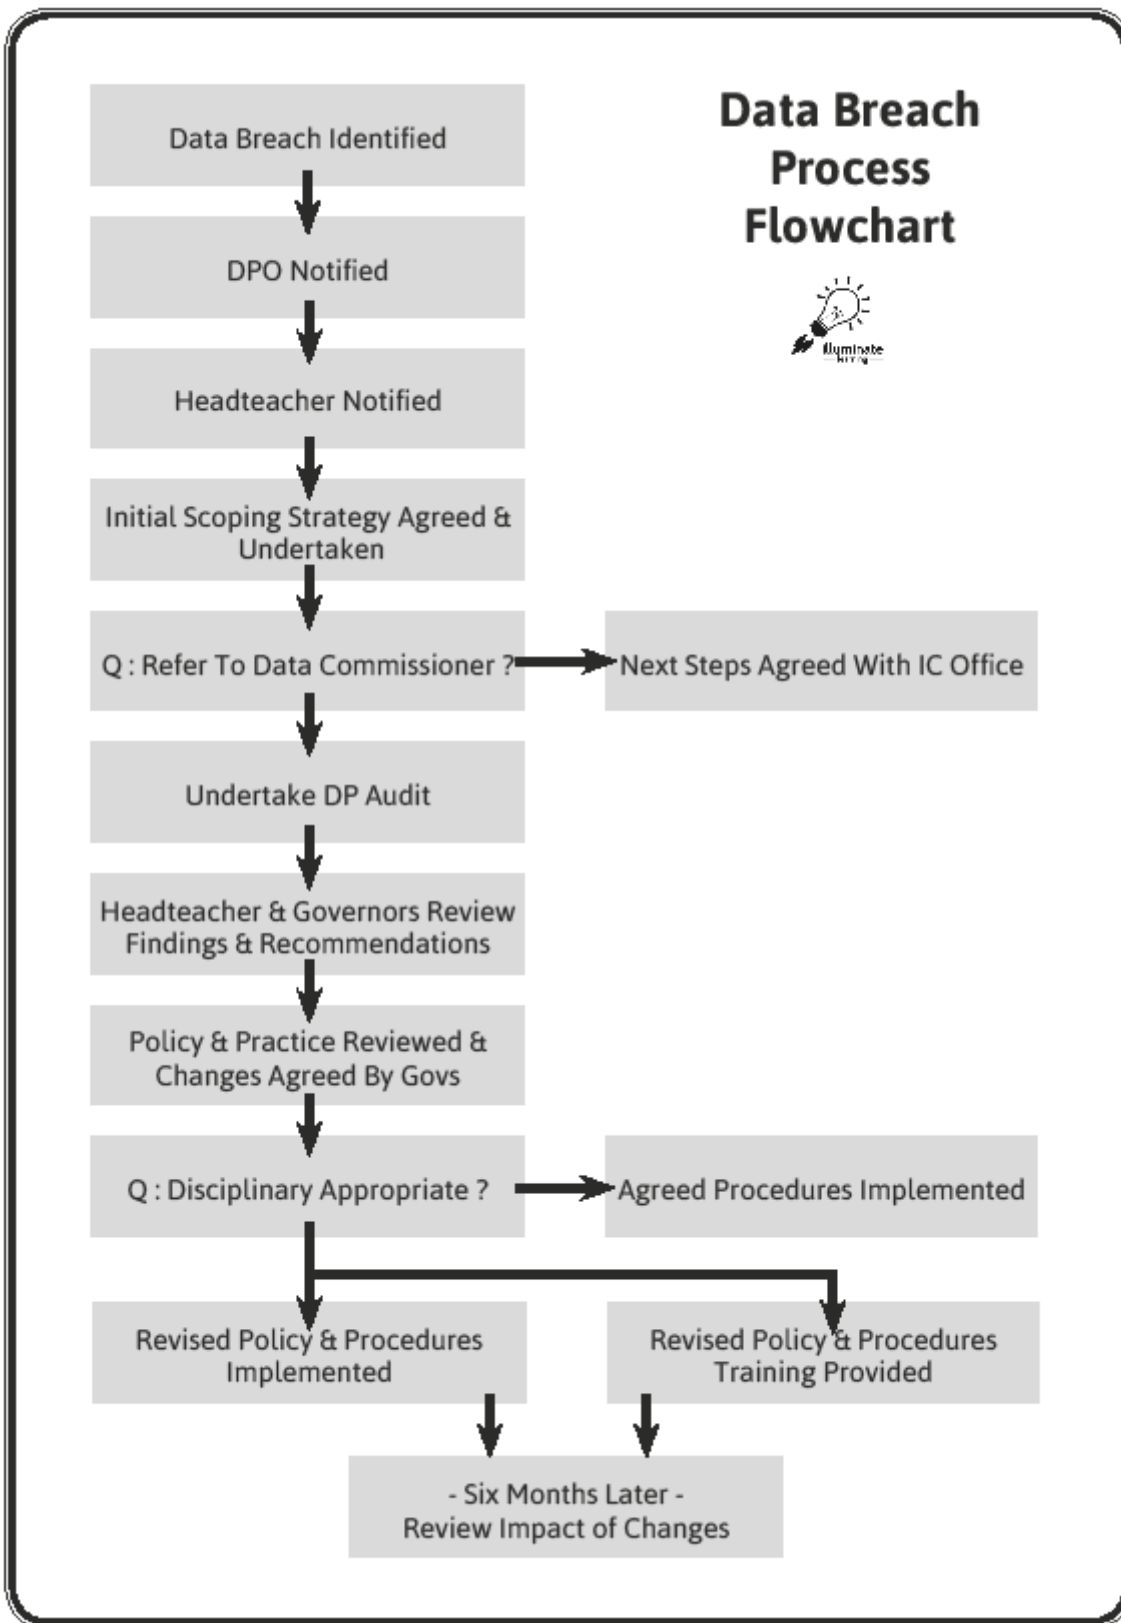 Data Breach
Process
Flowchart
illuminate
Data Breach Identified
DPO Notified
Headteacher Notified
Initial Scoping Strategy Agreed &
Undertaken
Q : Refer To Data Commissioner ?
Next Steps Agreed With IC Office
Undertake DP Audit
Headteacher & Governors Review
Findings & Recommendations
Policy & Practice Reviewed &
Changes Agreed By Govs
Q : Disciplinary Appropriate ?
Agreed Procedures Implemented
Revised Policy & Procedures
Implemented
Revised Policy & Procedures
Training Provided
- Six Months Later -
Review Impact of Changes